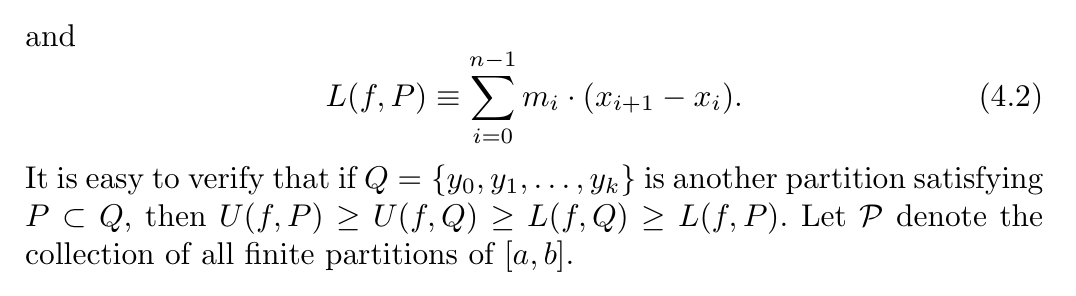 and
L(f, P) ≡ ∑_{i=0}^{n−1} m_i · (x_{i+1} − x_i). (4.2)
It is easy to verify that if Q = {y_0, y_1, . . . , y_k} is another partition satisfying
P ⊂ Q, then U(f, P) ≥ U(f, Q) ≥ L(f, Q) ≥ L(f, P). Let 𝒫 denote the
collection of all finite partitions of [a, b].